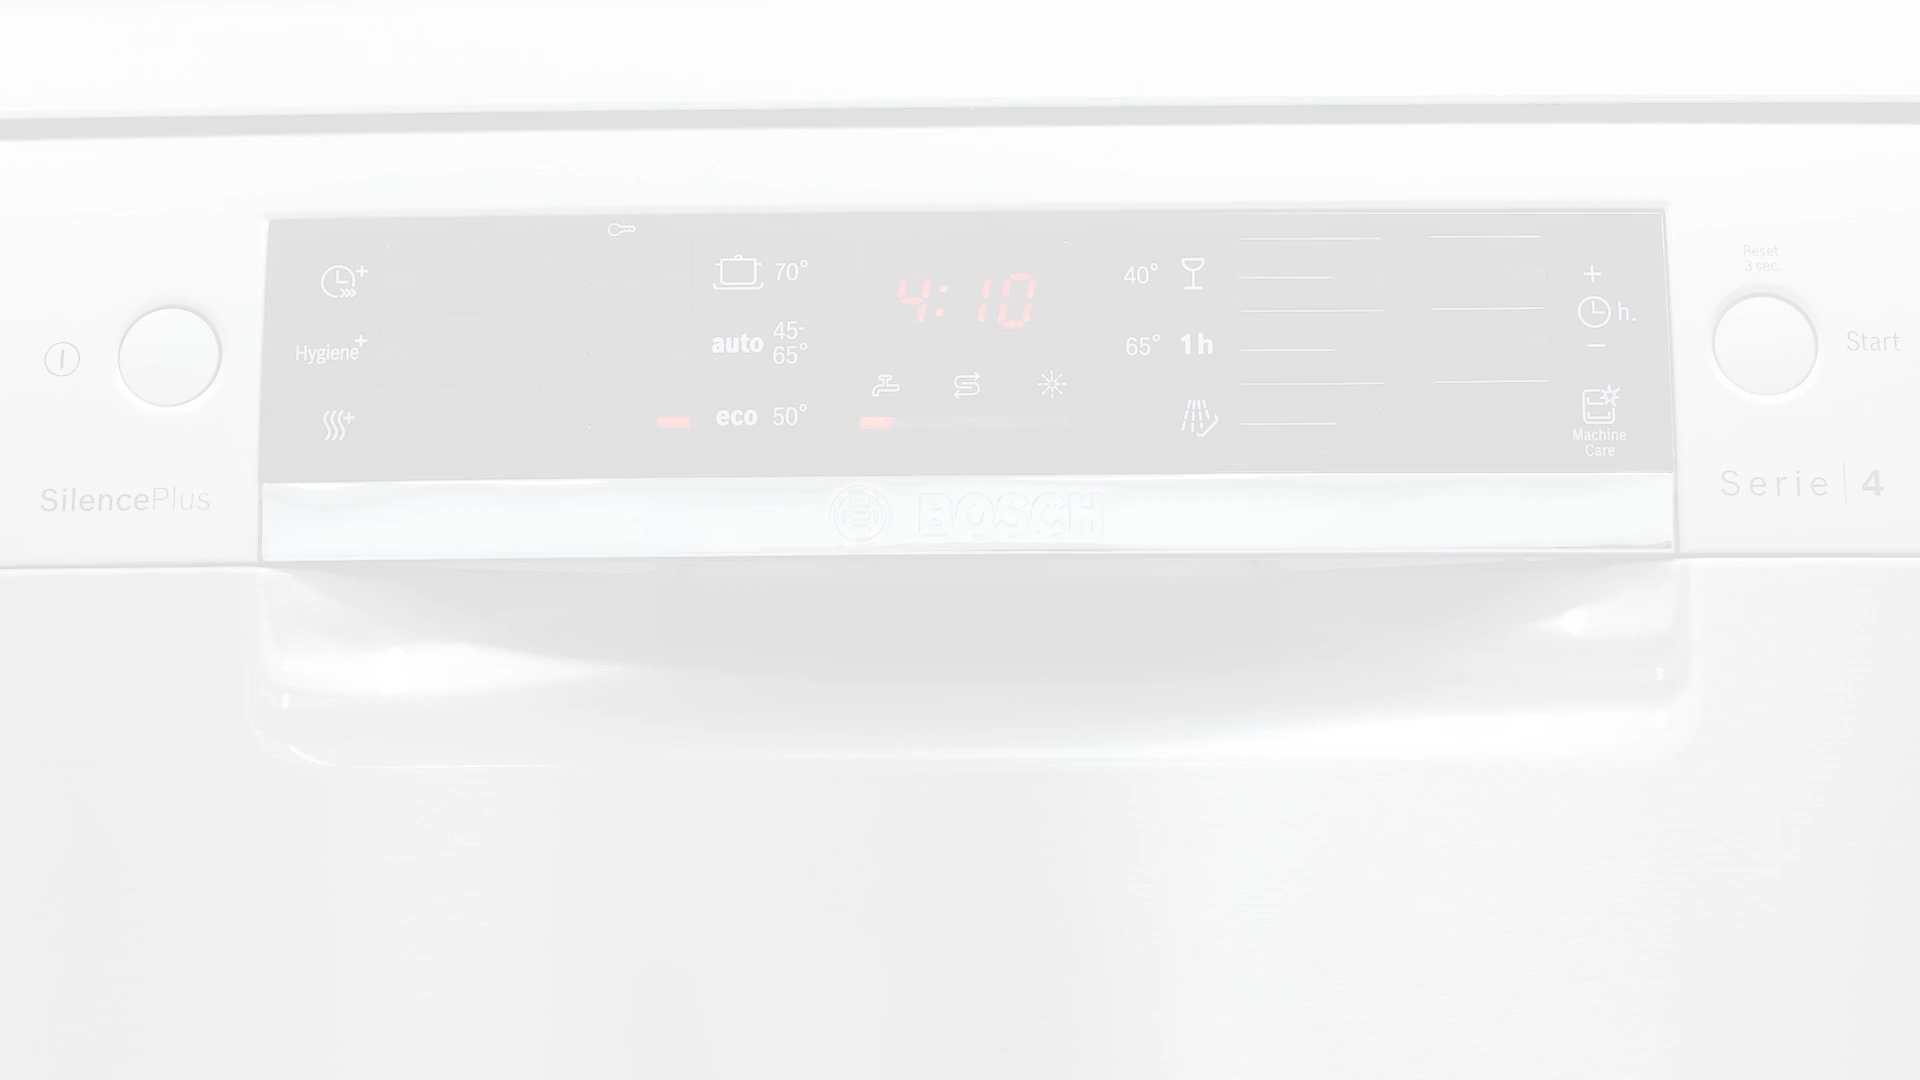 70°
4:10
40°
+
h.
−
Reset
3 sec.
Hygiene+
auto 45-
65°
65° 1h
Start
eco 50°
Machine
Care
SilencePlus
BOSCH
Serie | 4